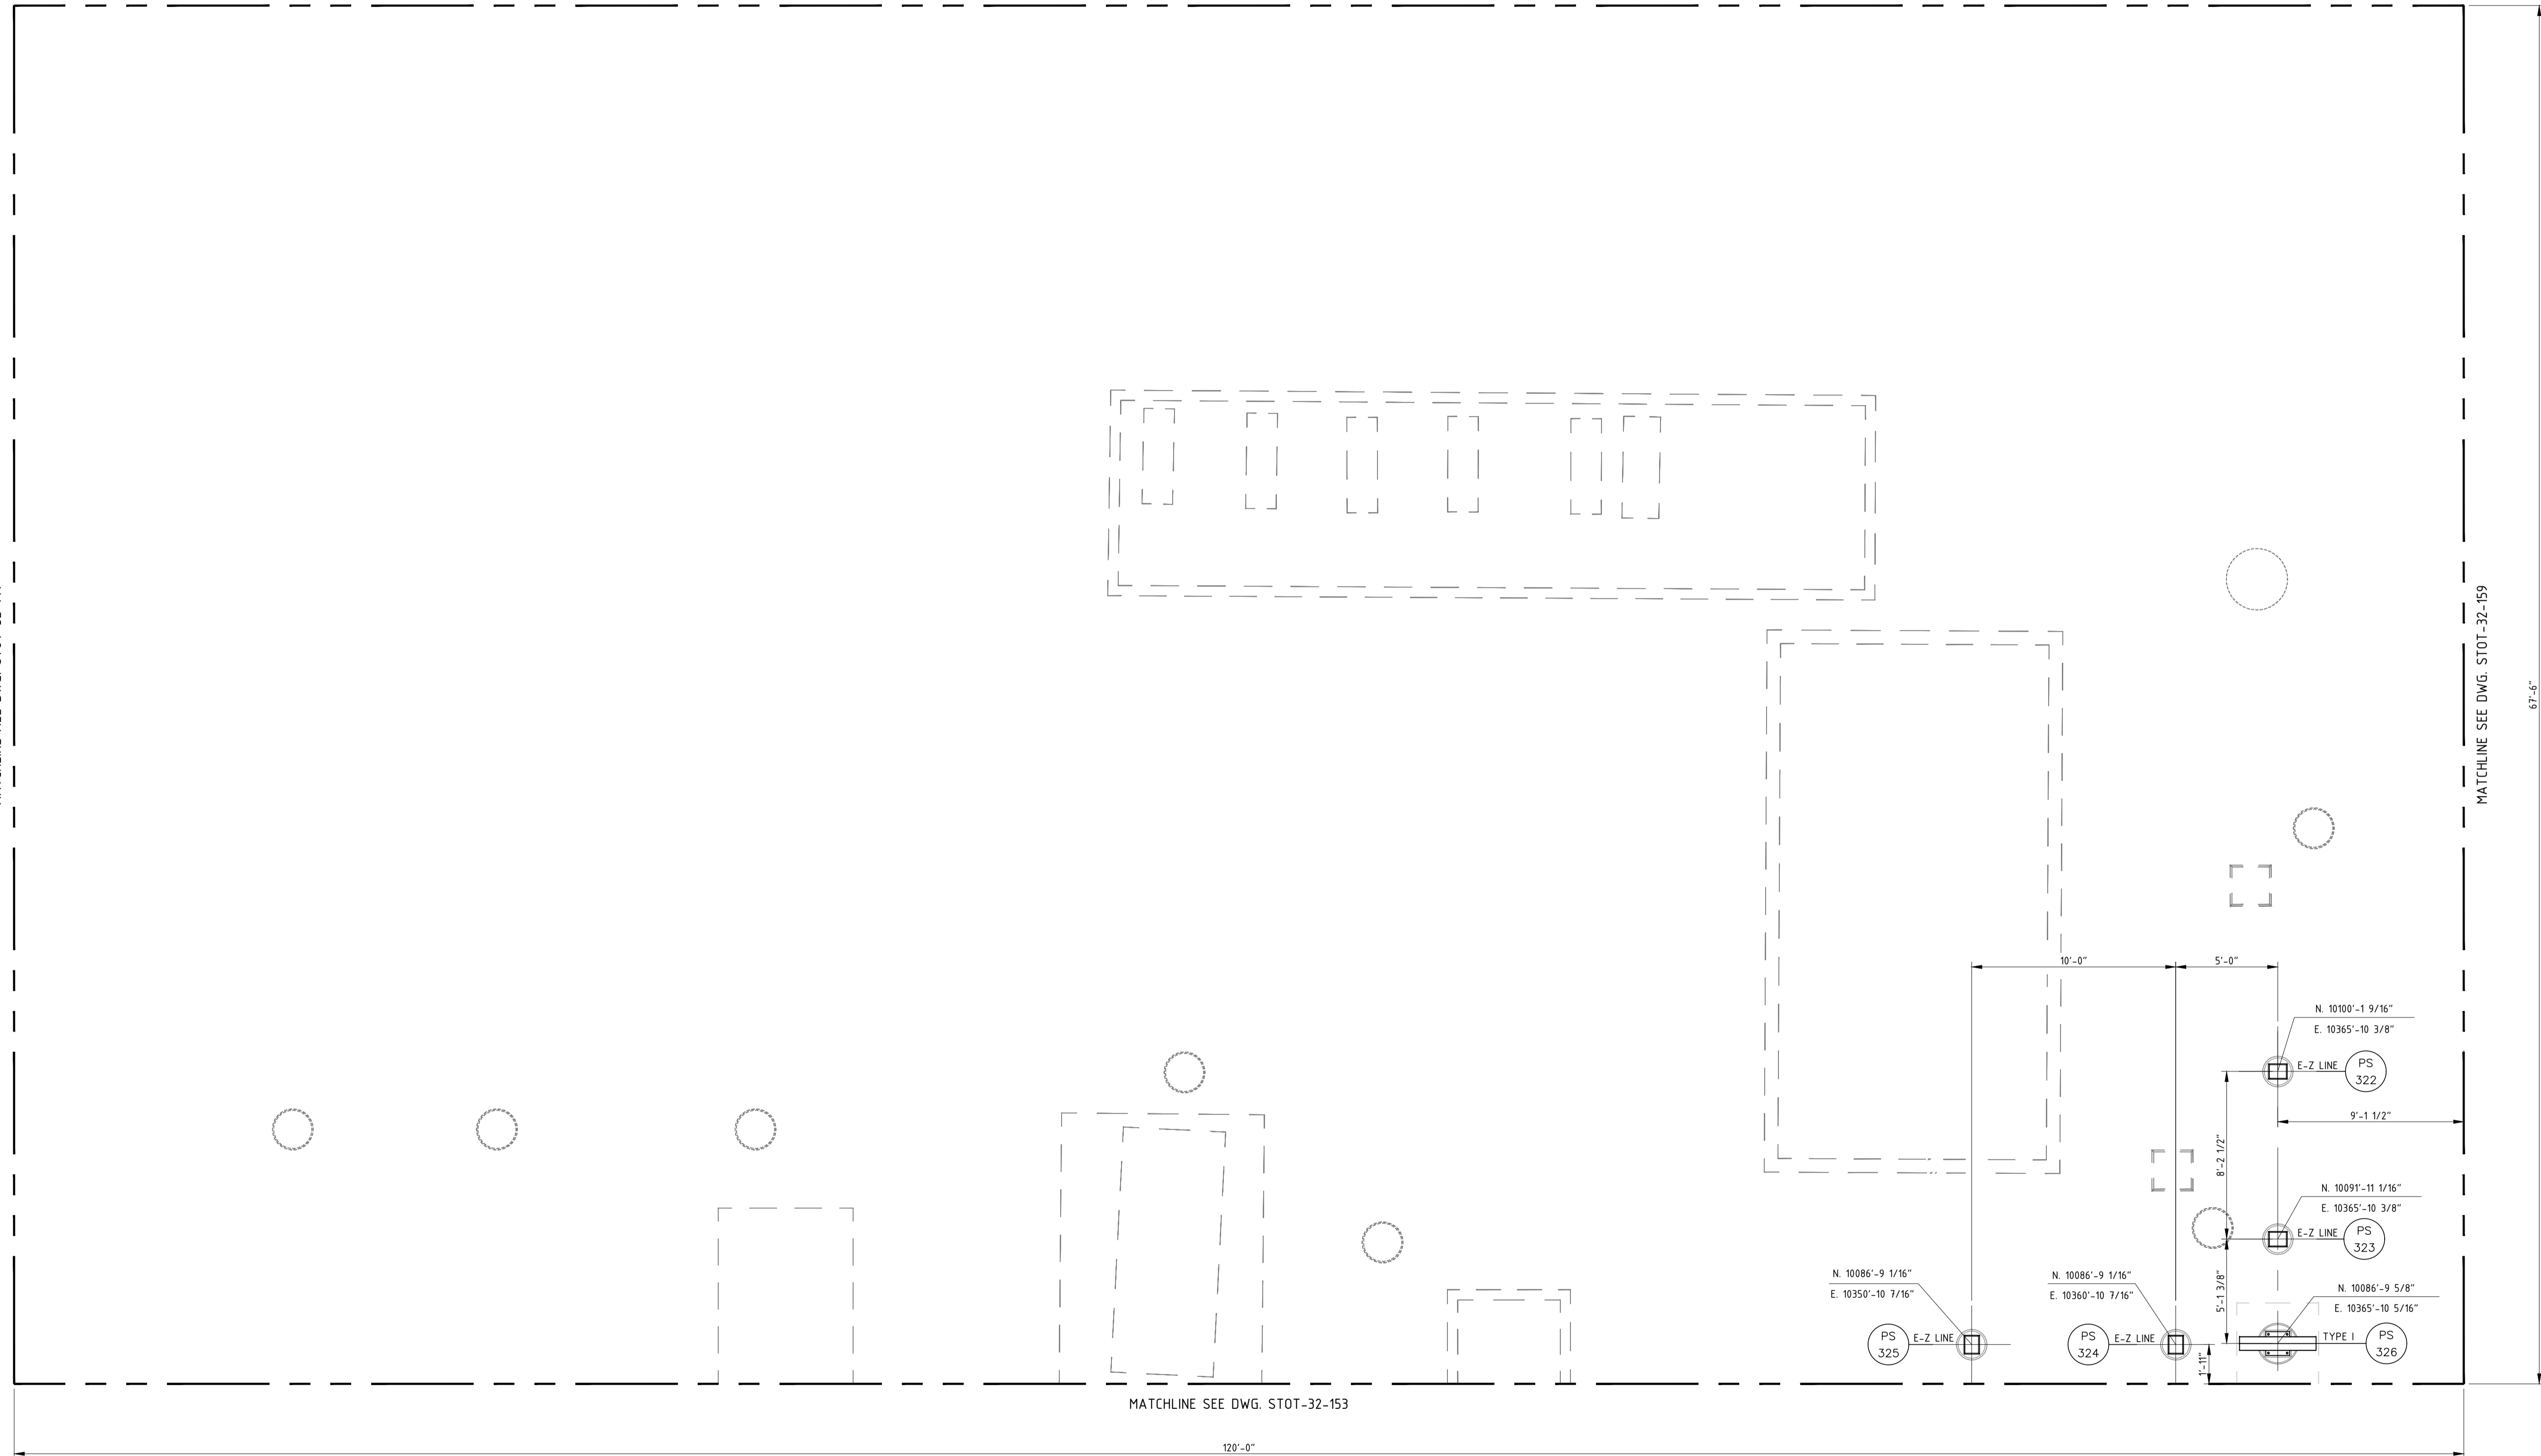 MATCHLINE SEE DWG. STOT-32-159
67'-6"
10'-0"
5'-0"
N. 10100'-1 9/16"
E. 10365'-10 3/8"
E-Z LINE
PS
322
9'-1 1/2"
8'-2 1/2"
N. 10091'-11 1/16"
E. 10365'-10 3/8"
E-Z LINE
PS
323
5'-1 3/8"
N. 10086'-9 1/16"
E. 10350'-10 7/16"
PS
325
E-Z LINE
N. 10086'-9 1/16"
E. 10360'-10 7/16"
PS
324
E-Z LINE
N. 10086'-9 5/8"
E. 10365'-10 5/16"
TYPE I
PS
326
1'-11"
MATCHLINE SEE DWG. STOT-32-153
120'-0"